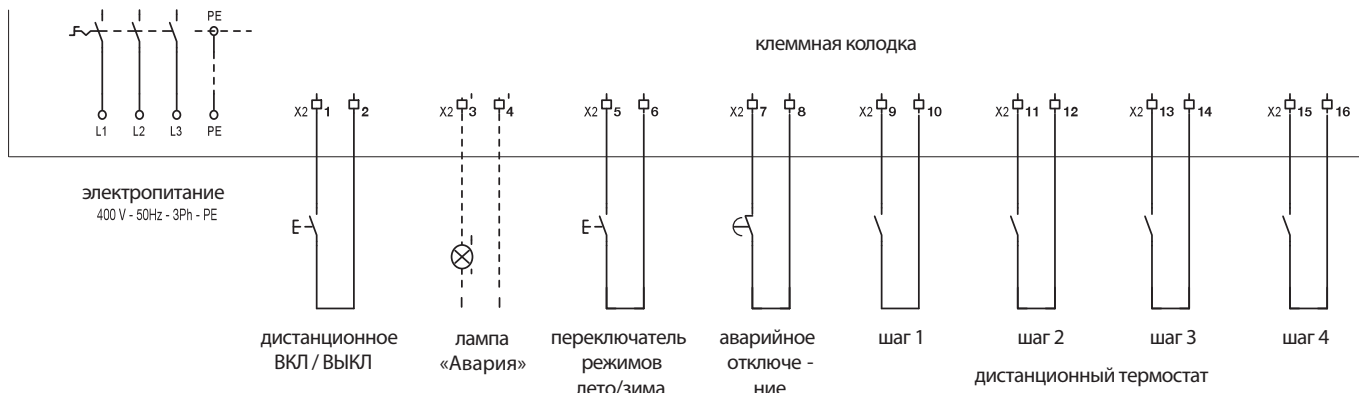 PE
клеммная колодка
X2 1 2
X2 3 4
X2 5 6
X2 7 8
X2 9 10
X2 11 12
X2 13 14
X2 15 16
L1 L2 L3 PE
электропитание
400 V - 50Hz - 3Ph - PE
дистанционное
ВКЛ / ВЫКЛ
лампа
«Авария»
переключатель
режимов
лето/зима
аварийное
отключе -
ние
шаг 1
шаг 2
шаг 3
шаг 4
дистанционный термостат